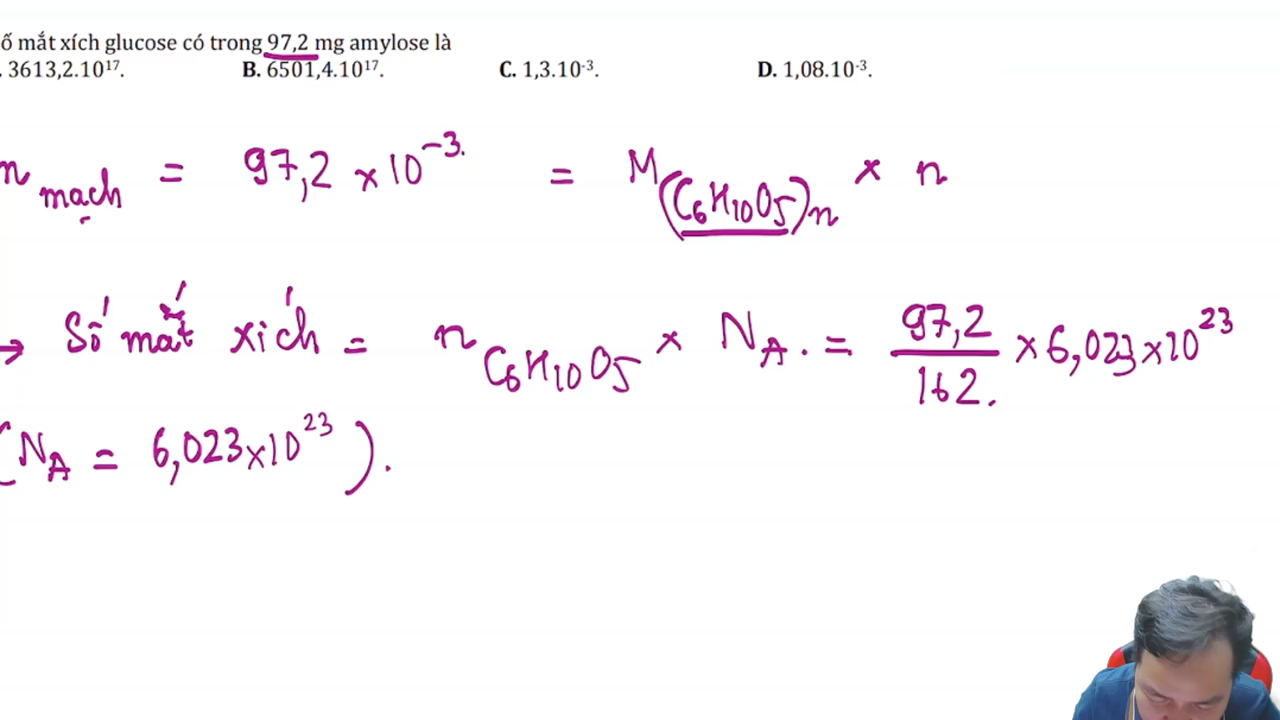 ố mắt xích glucose có trong 97,2 mg amylose là
. 3613,2.10¹⁷. B. 6501,4.10¹⁷. C. 1,3.10⁻³. D. 1,08.10⁻³.
m mạch = 97,2 × 10⁻³. = M (C₆H₁₀O₅)n × n
→ Số mắt xích = n C₆H₁₀O₅ × N_A. = 97,2/162. × 6,023×10²³
(N_A = 6,023×10²³).